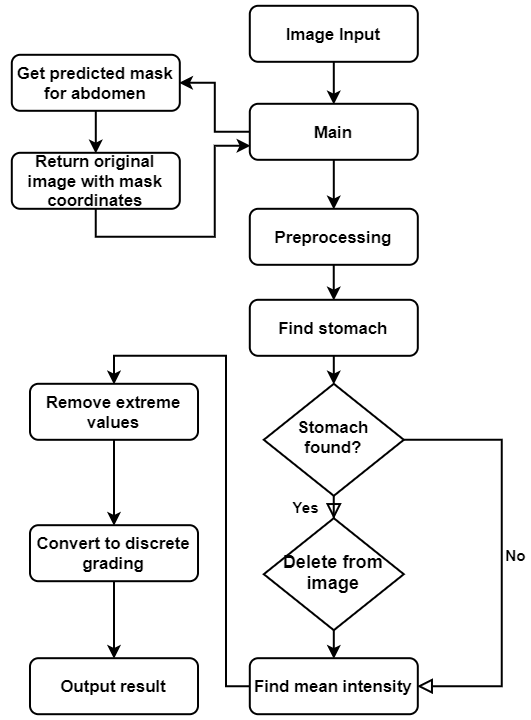 Image Input
Get predicted mask
for abdomen
Main
Return original
image with mask
coordinates
Preprocessing
Find stomach
Remove extreme
values
Stomach
found?
Yes
Convert to discrete
grading
Delete from
image
No
Output result
Find mean intensity